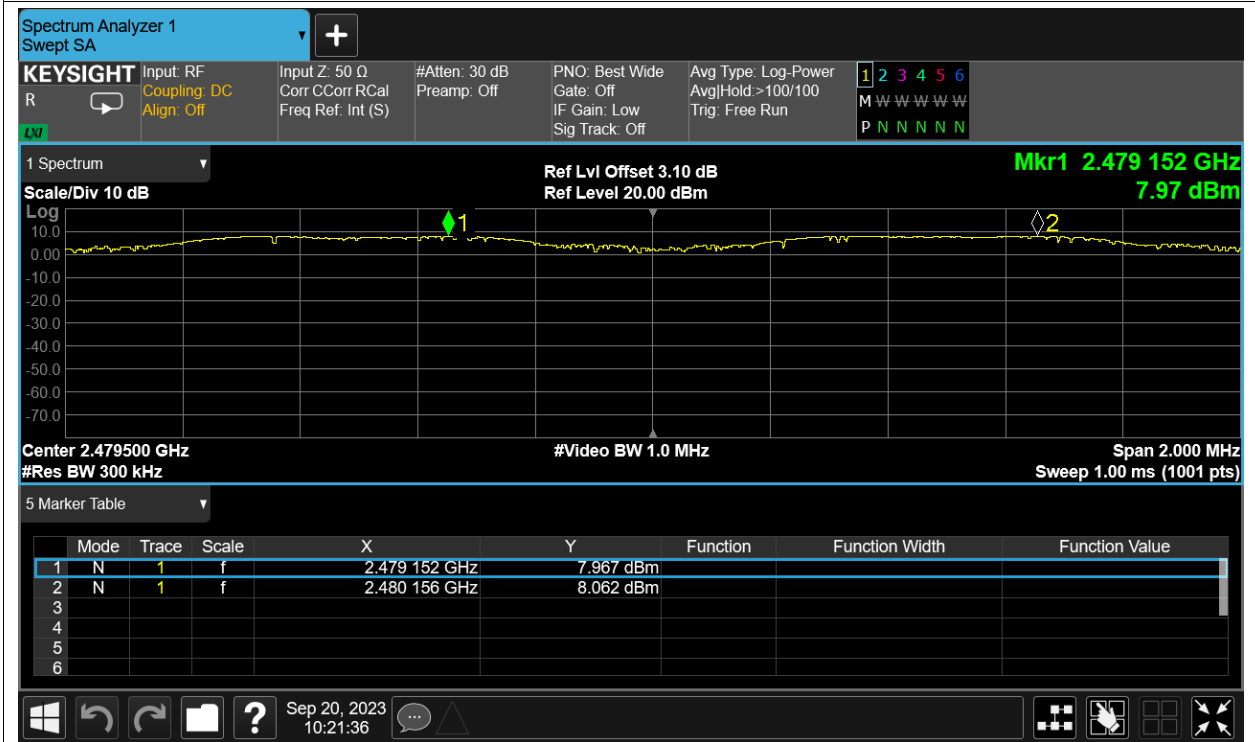 Spectrum Analyzer 1
Swept SA
+
KEYSIGHT Input: RF Input Z: 50 Ω #Atten: 30 dB PNO: Best Wide Avg Type: Log-Power 1 2 3 4 5 6
R Coupling: DC Corr CCorr RCal Preamp: Off Gate: Off Avg|Hold:>100/100 M W W W W W
Align: Off Freq Ref: Int (S) IF Gain: Low Trig: Free Run
LXI Sig Track: Off P N N N N N
1 Spectrum Ref Lvl Offset 3.10 dB Mkr1 2.479 152 GHz
Scale/Div 10 dB Ref Level 20.00 dBm 7.97 dBm
Log
1 2
10.0
0.00
-10.0
-20.0
-30.0
-40.0
-50.0
-60.0
-70.0
Center 2.479500 GHz #Video BW 1.0 MHz Span 2.000 MHz
#Res BW 300 kHz Sweep 1.00 ms (1001 pts)
5 Marker Table
Mode Trace Scale X Y Function Function Width Function Value
1 N 1 f 2.479 152 GHz 7.967 dBm
2 N 1 f 2.480 156 GHz 8.062 dBm
3
4
5
6
? Sep 20, 2023
10:21:36